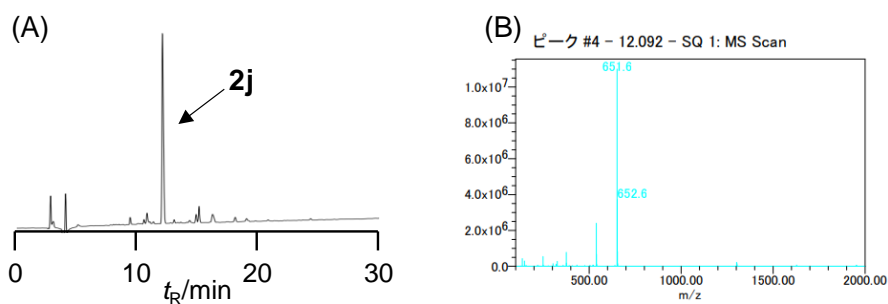 (A)
2j
0
10
20
30
tR/min
(B)
ピーク #4 - 12.092 - SQ 1: MS Scan
651.6
1.0x10⁷
8.0x10⁶
6.0x10⁶
4.0x10⁶
652.6
2.0x10⁶
0.0
500.00
1000.00
1500.00
2000.00
m/z